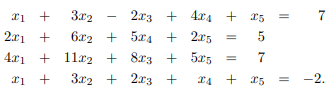 x₁ + 3x₂ − 2x₃ + 4x₄ + x₅ = 7
2x₁ + 6x₂ + 5x₄ + 2x₅ = 5
4x₁ + 11x₂ + 8x₃ + 5x₅ = 7
x₁ + 3x₂ + 2x₃ + x₄ + x₅ = −2.